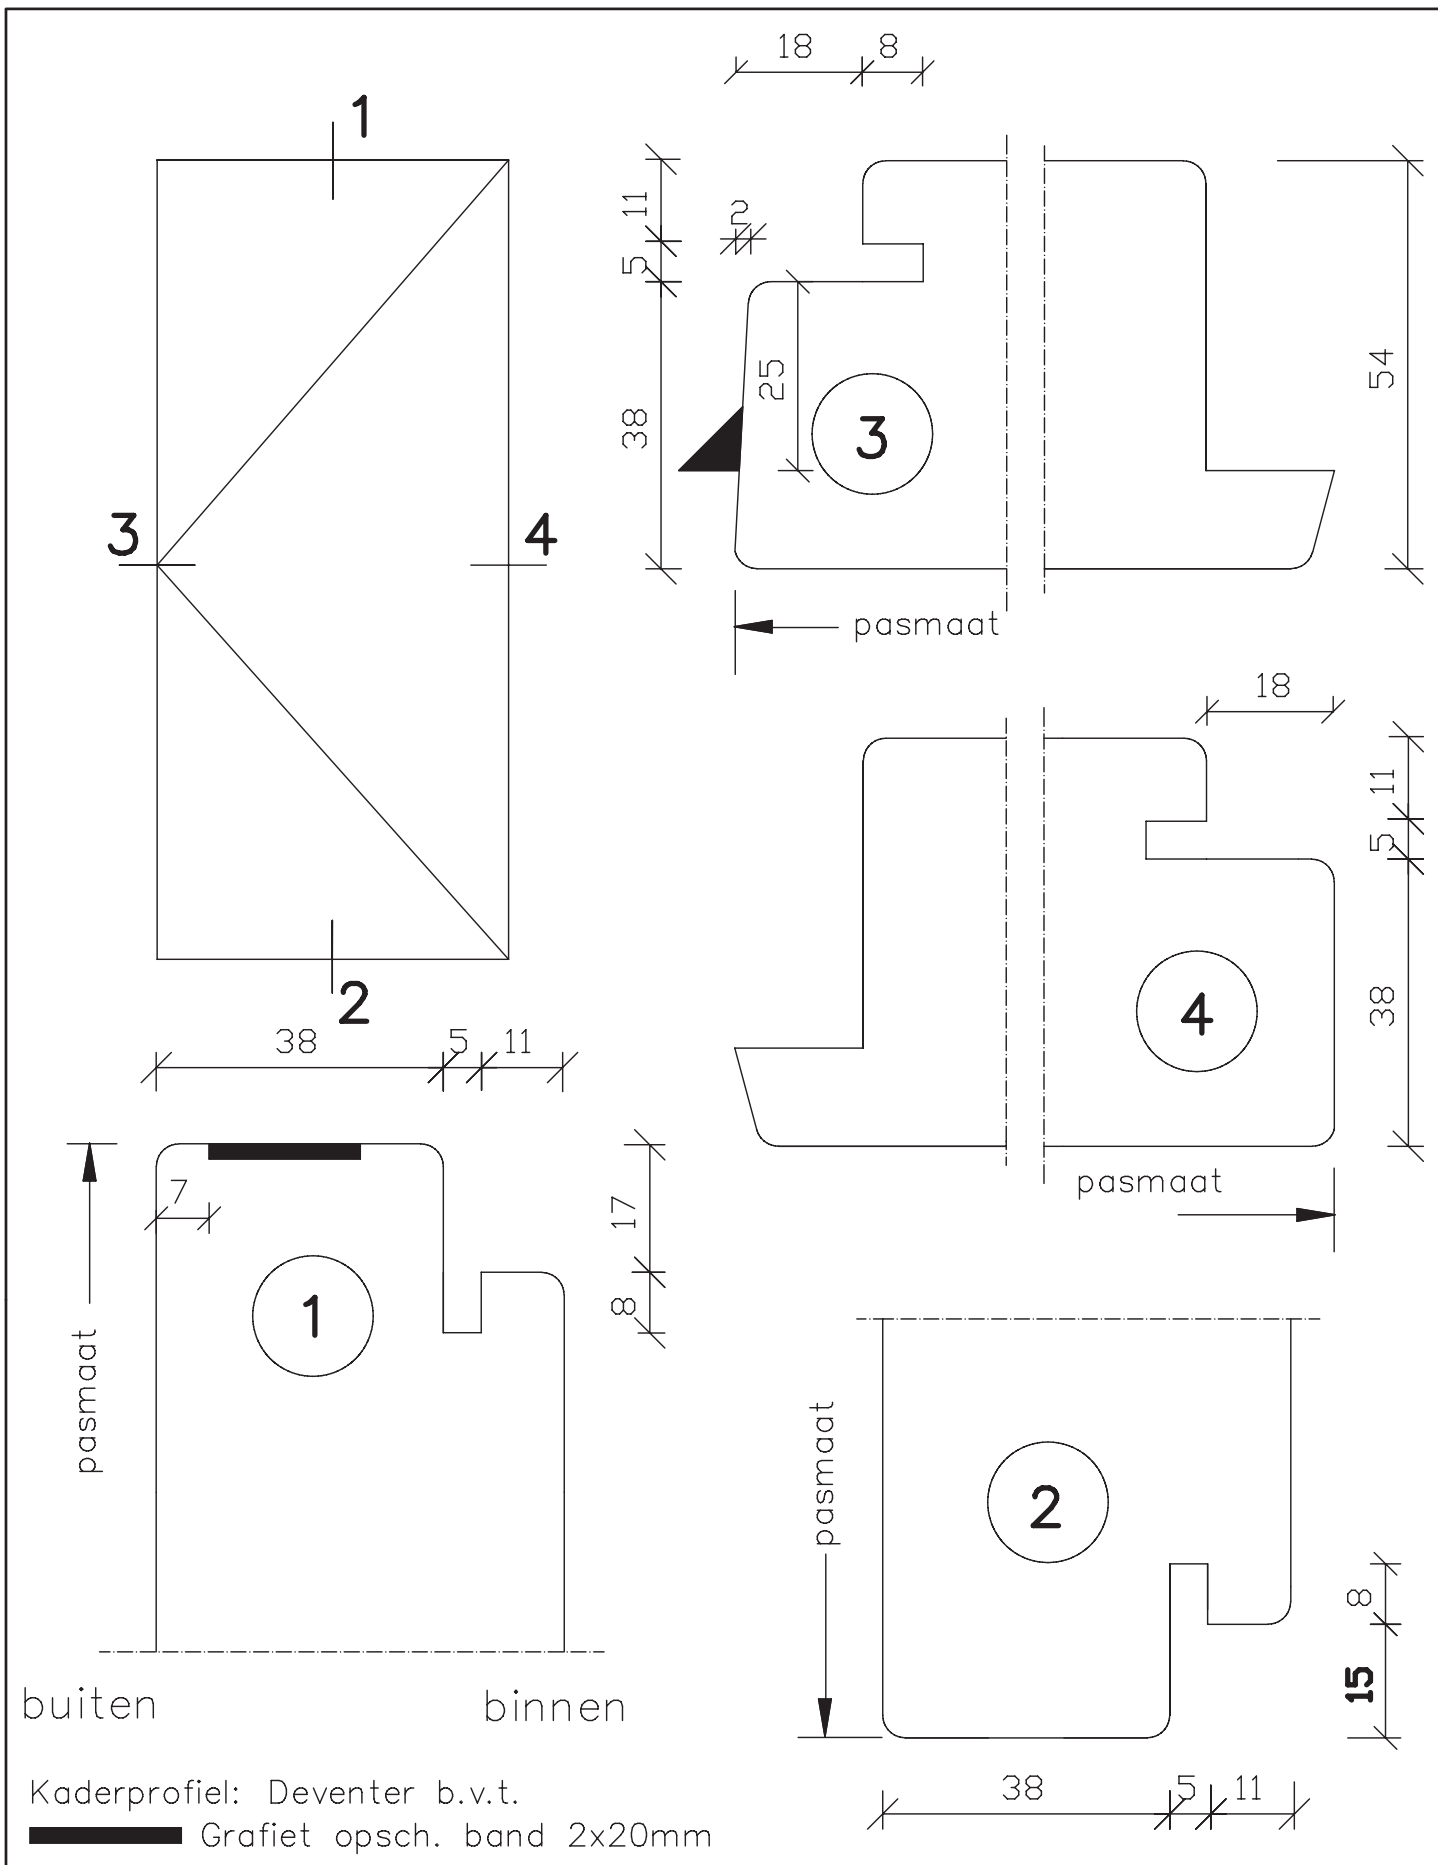 18 8
1
11
2
5
25
38
3
54
3
4
pasmaat
18
11
5
38
4
2
38 5 11
pasmaat
7
17
8
1
pasmaat
pasmaat
2
8
15
buiten
binnen
38 5 11
Kaderprofiel: Deventer b.v.t.
Grafiet opsch. band 2x20mm